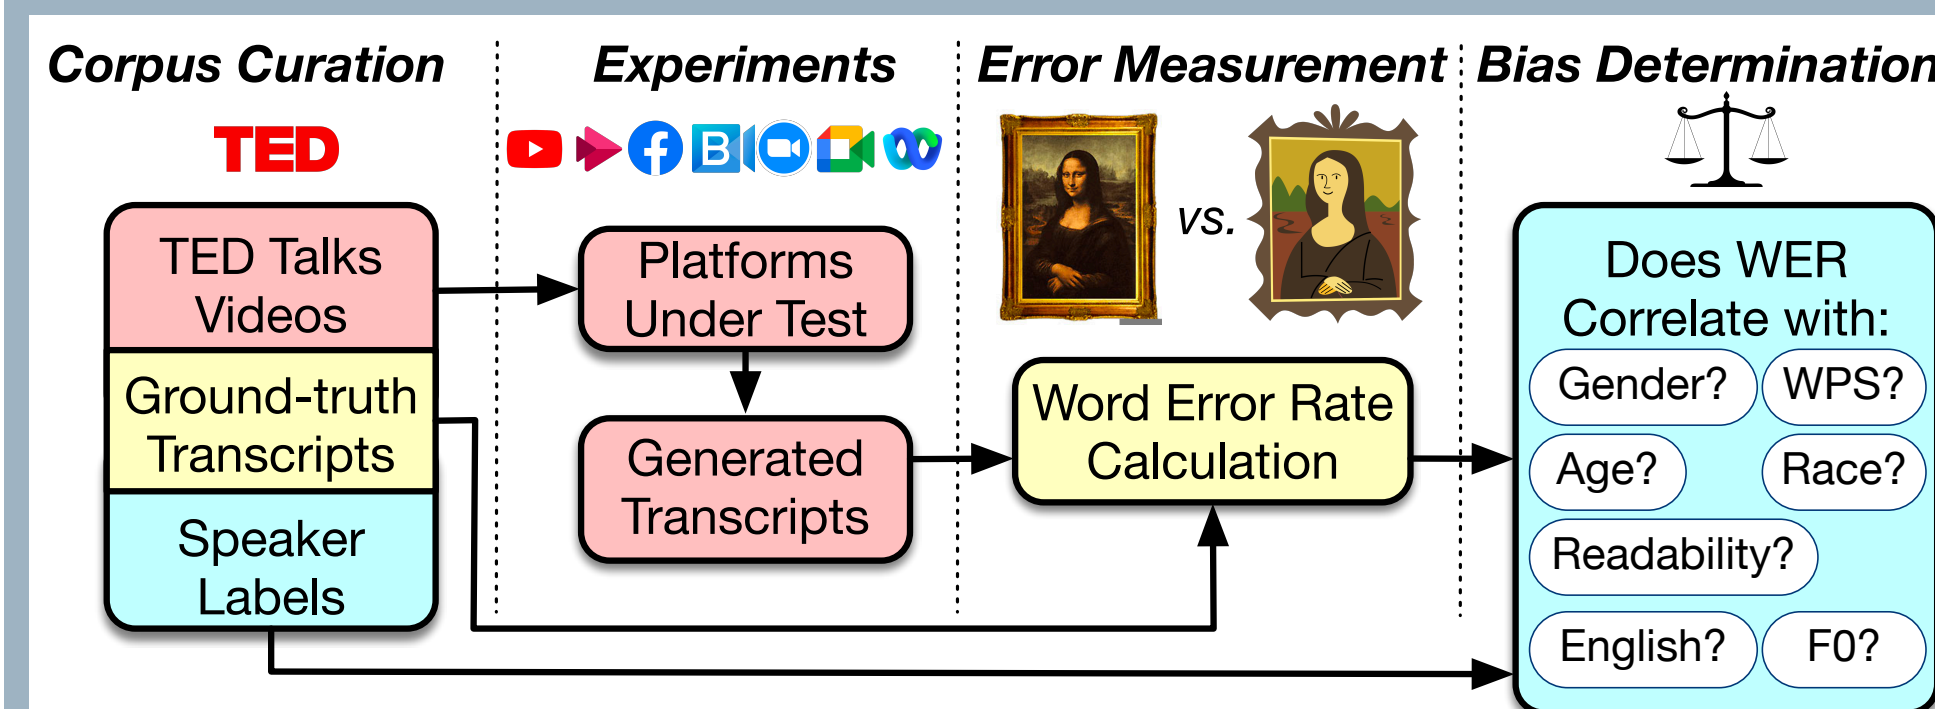 Corpus Curation
Experiments
Error Measurement
Bias Determination
TED
B
vs.
TED Talks
Videos
Ground-truth
Transcripts
Speaker
Labels
Platforms
Under Test
Generated
Transcripts
Word Error Rate
Calculation
Does WER
Correlate with:
Gender?
WPS?
Age?
Race?
Readability?
English?
F0?